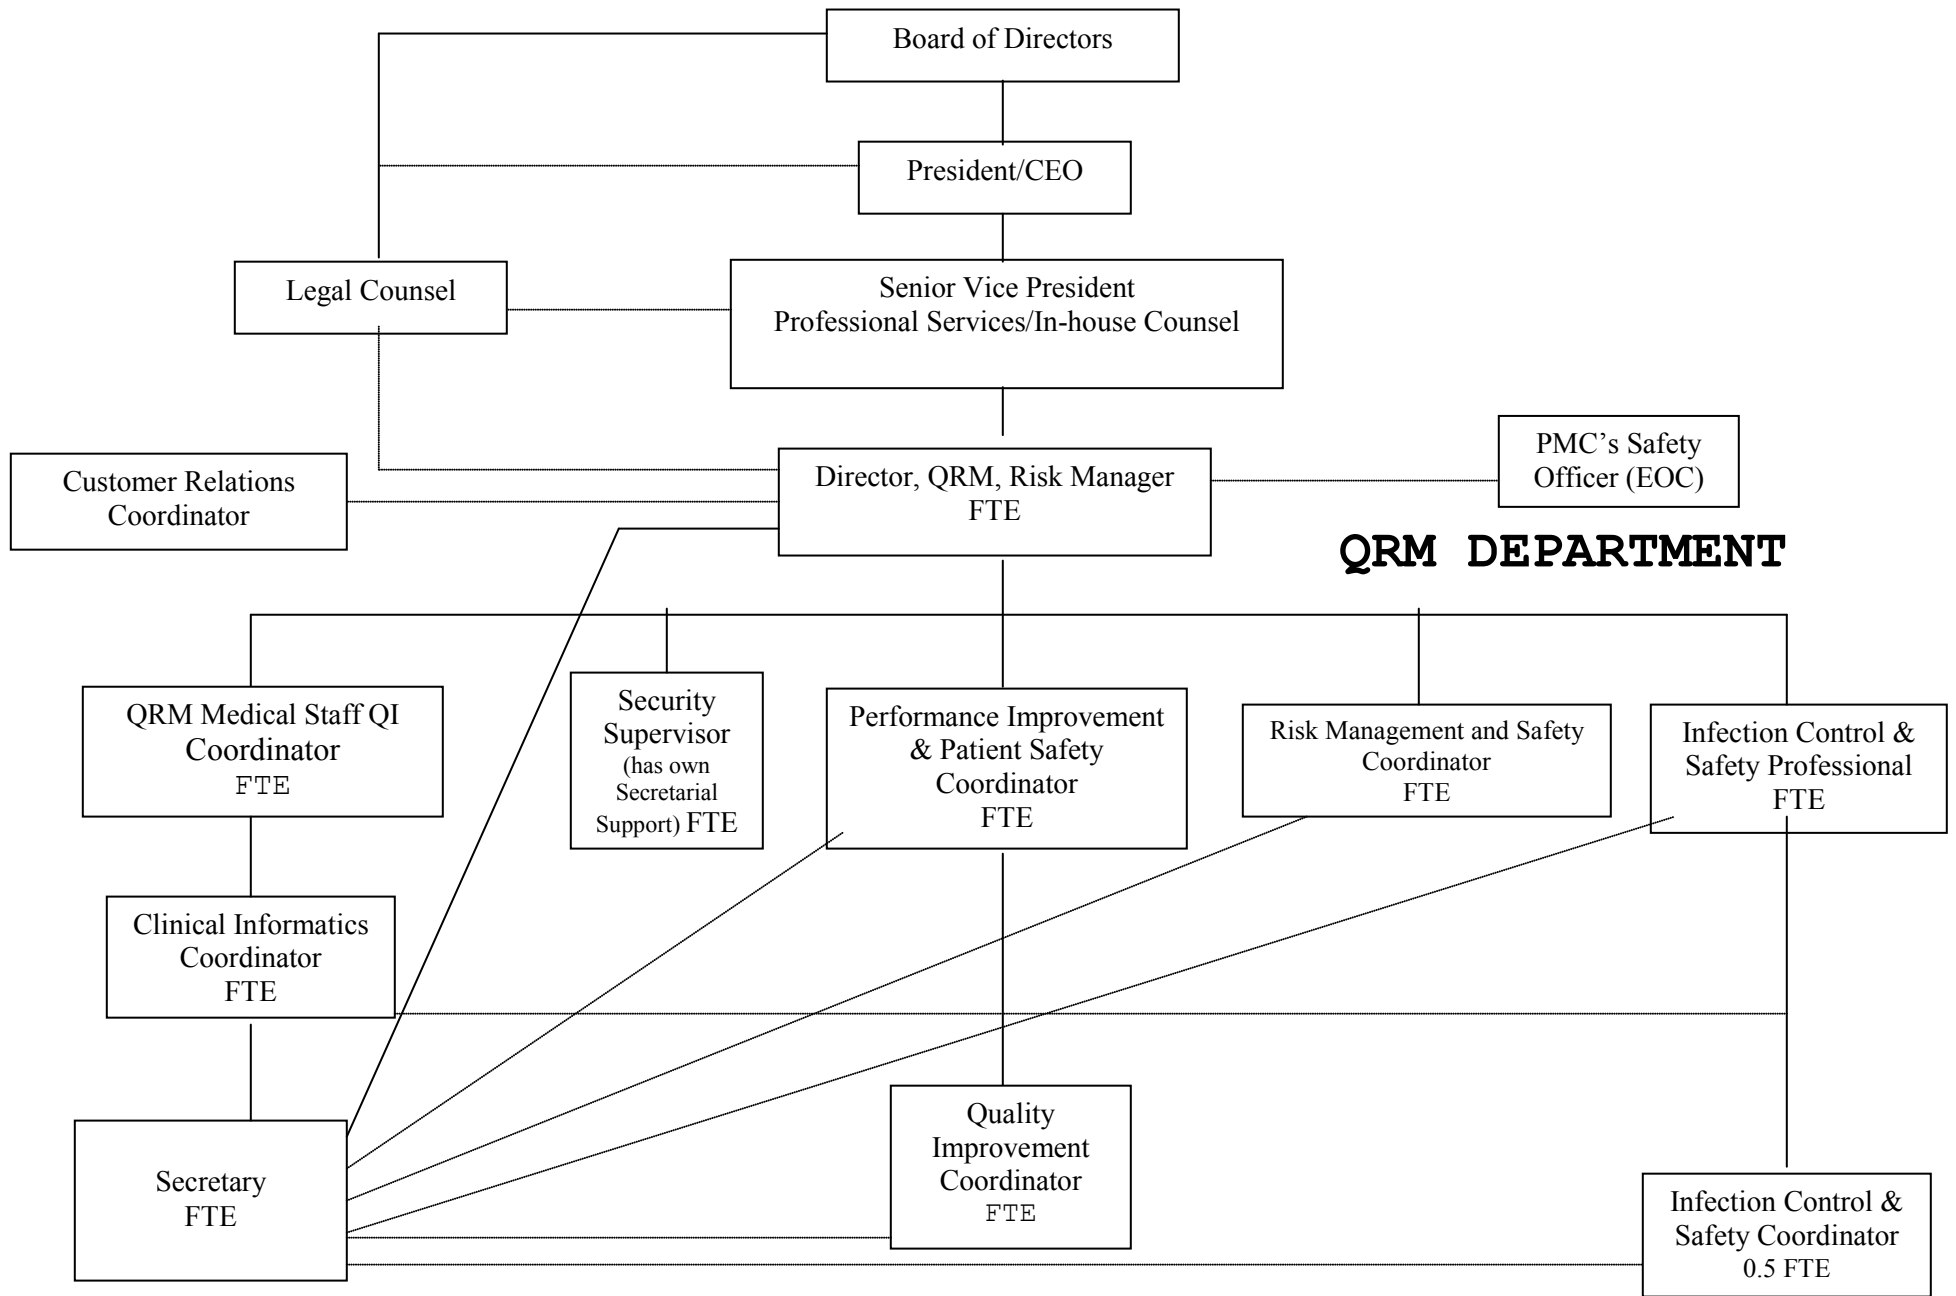 Board of Directors
President/CEO
Legal Counsel
Senior Vice President
Professional Services/In-house Counsel
Customer Relations
Coordinator
Director, QRM, Risk Manager
FTE
PMC’s Safety
Officer (EOC)
QRM DEPARTMENT
QRM Medical Staff QI
Coordinator
FTE
Security
Supervisor
(has own
Secretarial
Support) FTE
Performance Improvement
& Patient Safety
Coordinator
FTE
Risk Management and Safety
Coordinator
FTE
Infection Control &
Safety Professional
FTE
Clinical Informatics
Coordinator
FTE
Secretary
FTE
Quality
Improvement
Coordinator
FTE
Infection Control &
Safety Coordinator
0.5 FTE